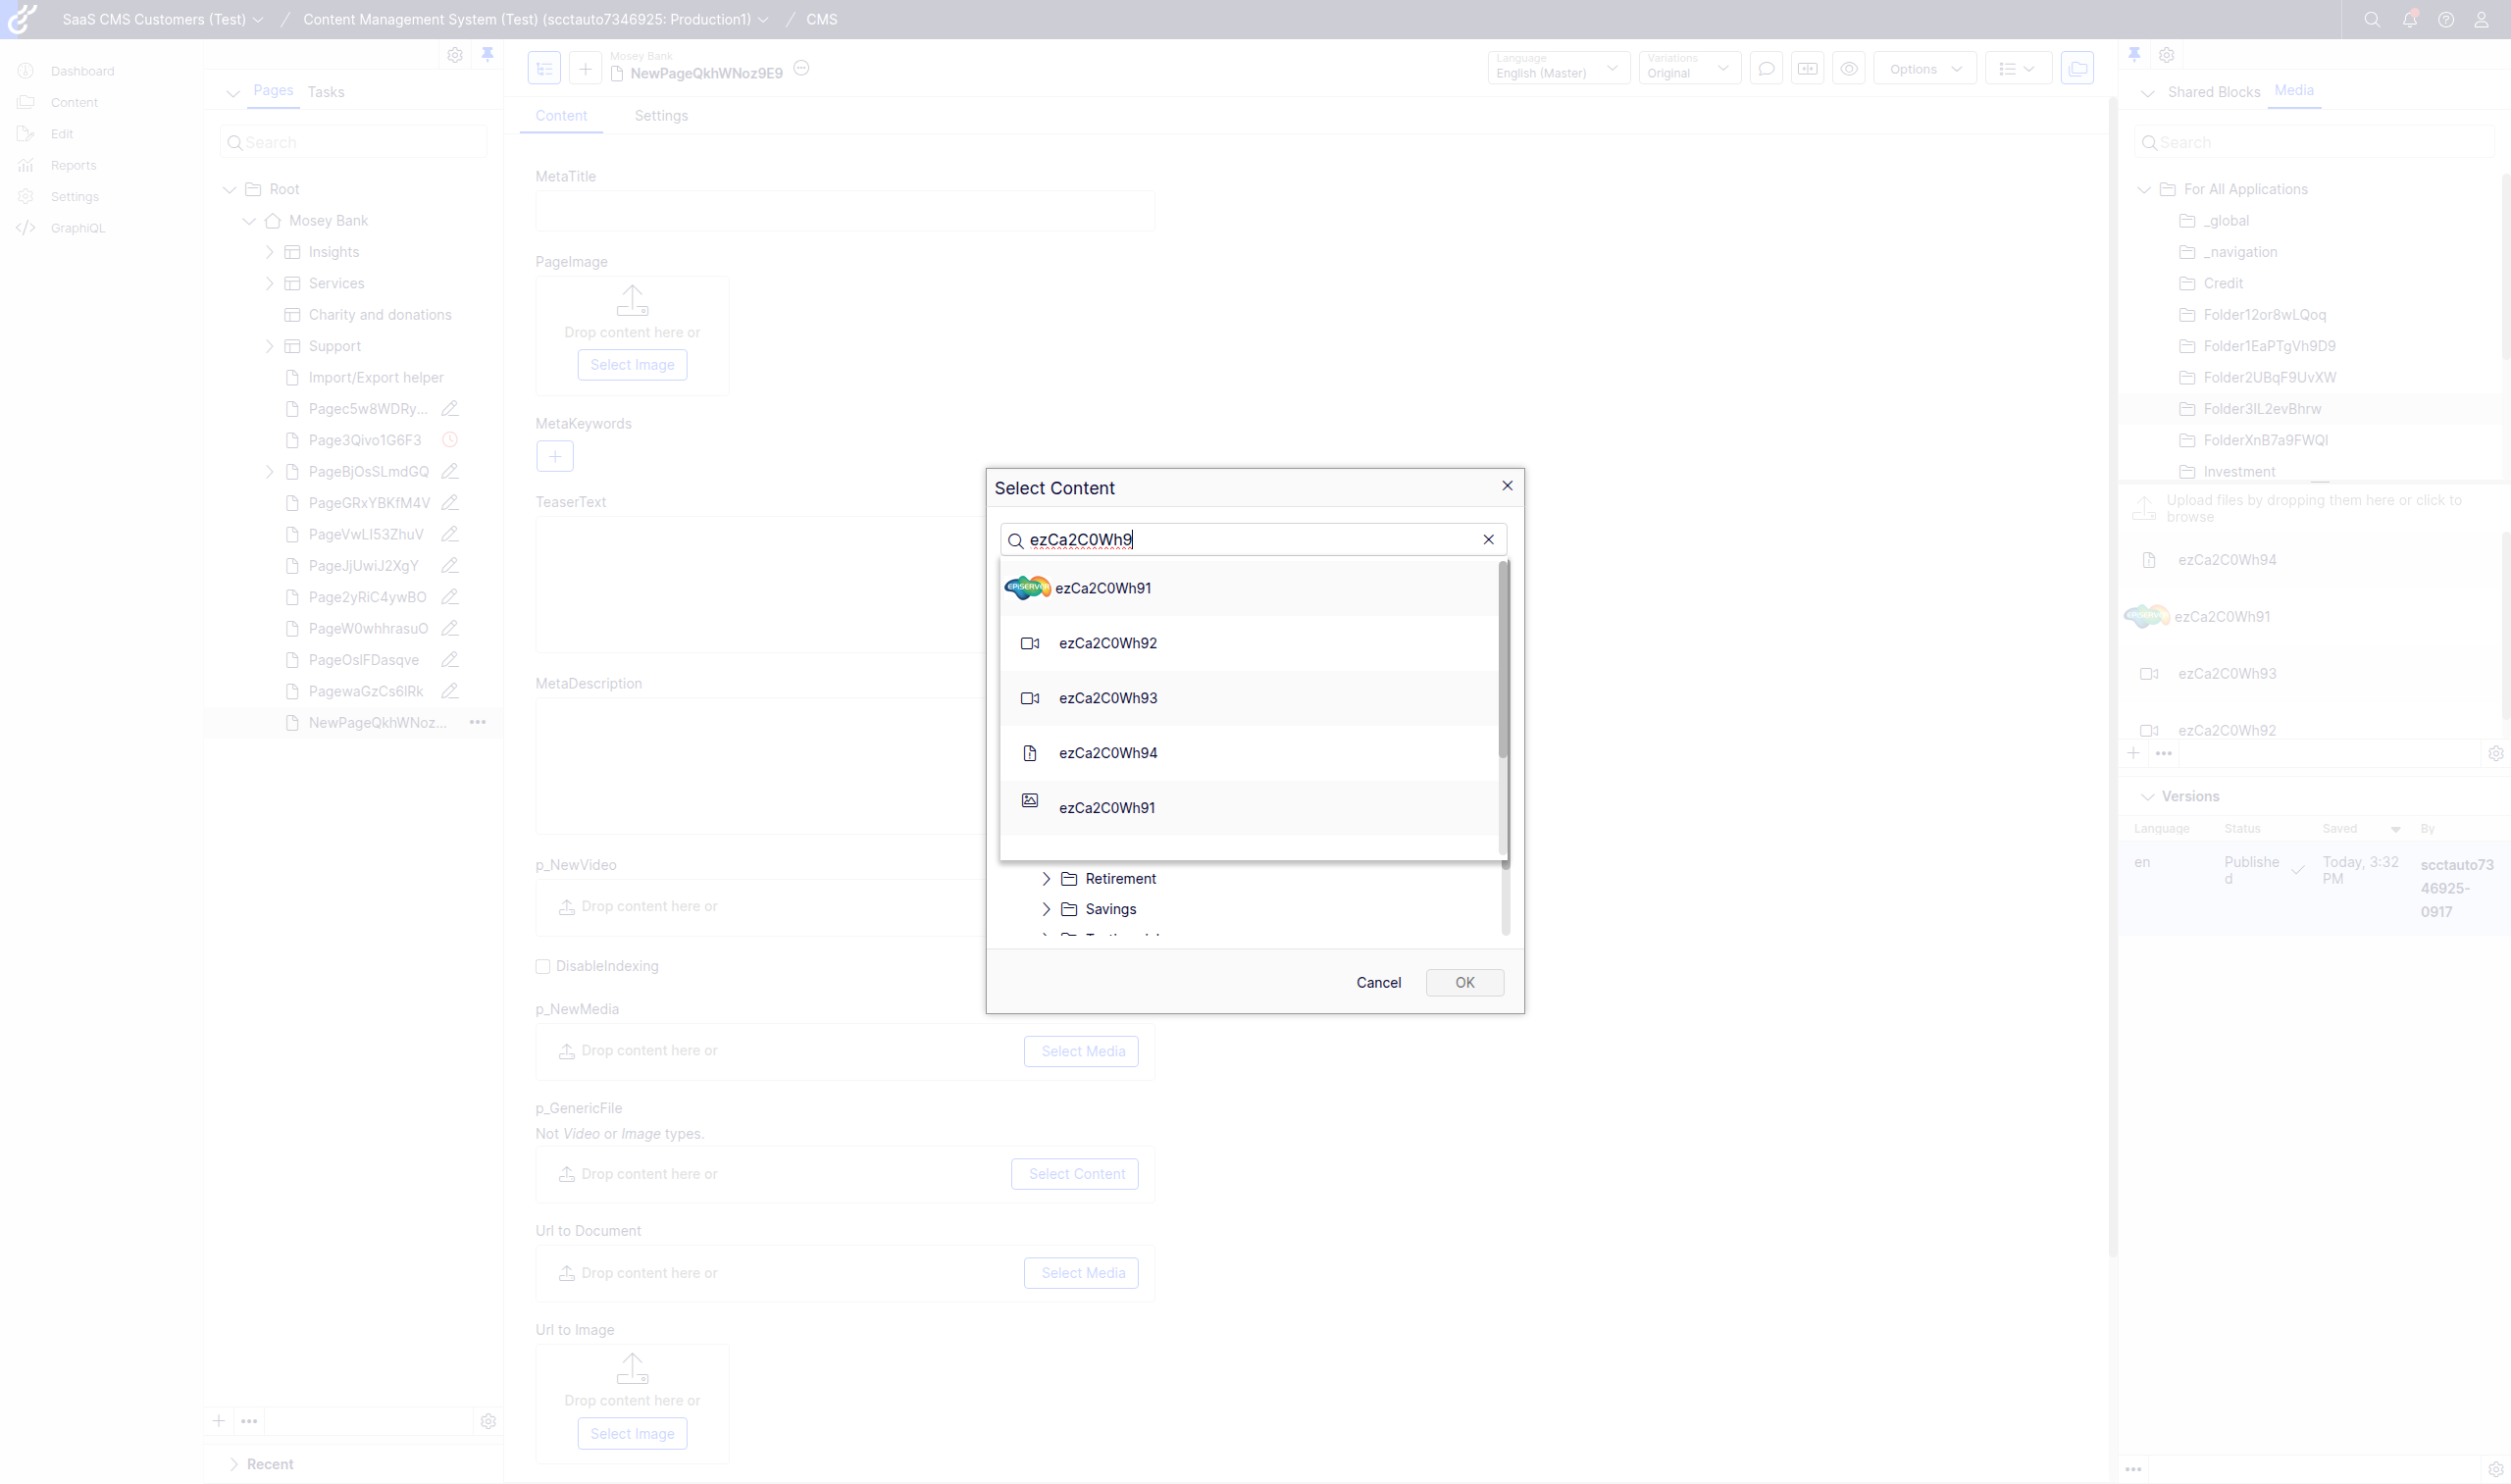 SaaS CMS Customers (Test) / Content Management System (Test) (scctauto7346925: Production1) / CMS
Dashboard
Content
Edit
Reports
Settings
GraphiQL
Pages Tasks
Search
Root
Mosey Bank
Insights
Services
Charity and donations
Support
Import/Export helper
Pagec5w8WDRy...
Page3Qivo1G6F3
PageBjOsSLmdGQ
PageGRxYBKfM4V
PageVwLI53ZhuV
PageJjUwiJ2XgY
Page2yRiC4ywBO
PageW0whhrasuO
PageOslFDasqve
PagewaGzCs6lRk
NewPageQkhWNoz...
Recent
Mosey Bank
NewPageQkhWNoz9E9
Language
English (Master)
Variations
Original
Options
Content Settings
MetaTitle
PageImage
Drop content here or
Select Image
MetaKeywords
TeaserText
MetaDescription
p_NewVideo
Drop content here or
DisableIndexing
p_NewMedia
Drop content here or
Select Media
p_GenericFile
Not Video or Image types.
Drop content here or
Select Content
Url to Document
Drop content here or
Select Media
Url to Image
Drop content here or
Select Image
Select Content
ezCa2C0Wh9
EPISERVER
ezCa2C0Wh91
ezCa2C0Wh92
ezCa2C0Wh93
ezCa2C0Wh94
ezCa2C0Wh91
Retirement
Savings
Cancel
OK
Shared Blocks Media
Search
For All Applications
_global
_navigation
Credit
Folder12or8wLQoq
Folder1EaPTgVh9D9
Folder2UBqF9UvXW
Folder3IL2evBhrw
FolderXnB7a9FWQI
Investment
Upload files by dropping them here or click to
browse
ezCa2C0Wh94
EPISERVER
ezCa2C0Wh91
ezCa2C0Wh93
ezCa2C0Wh92
Versions
Language Status Saved By
en
Publishe
d
Today, 3:32
PM
scctauto73
46925-
0917